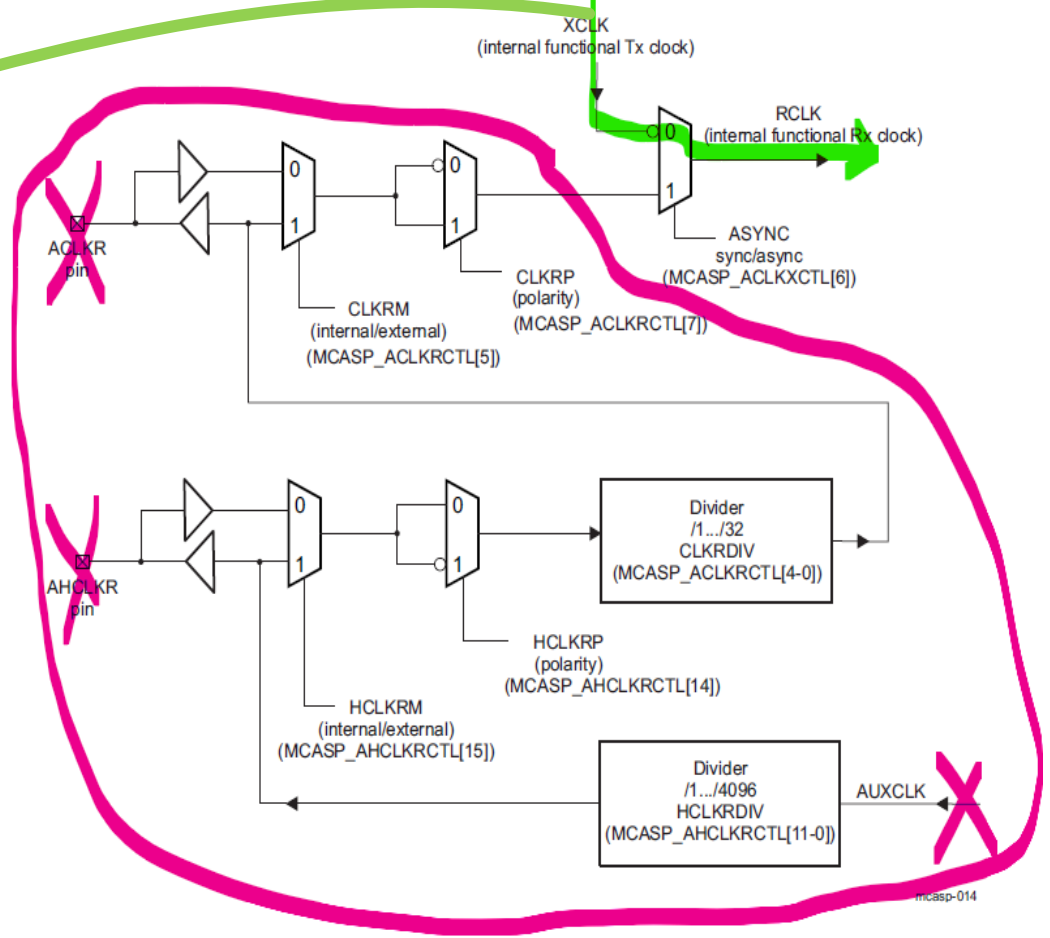 XCLK
(internal functional Tx clock)
RCLK
(internal functional Rx clock)
0
1
ASYNC
sync/async
(MCASP_ACLKXCTL[6])
0
1
0
1
ACLKR
pin
CLKRP
(polarity)
(MCASP_ACLKRCTL[7])
CLKRM
(internal/external)
(MCASP_ACLKRCTL[5])
0
1
0
1
AHCLKR
pin
Divider
/1.../32
CLKRDIV
(MCASP_ACLKRCTL[4-0])
HCLKRP
(polarity)
(MCASP_AHCLKRCTL[14])
HCLKRM
(internal/external)
(MCASP_AHCLKRCTL[15])
Divider
/1.../4096
HCLKRDIV
(MCASP_AHCLKRCTL[11-0])
AUXCLK
mcasp-014